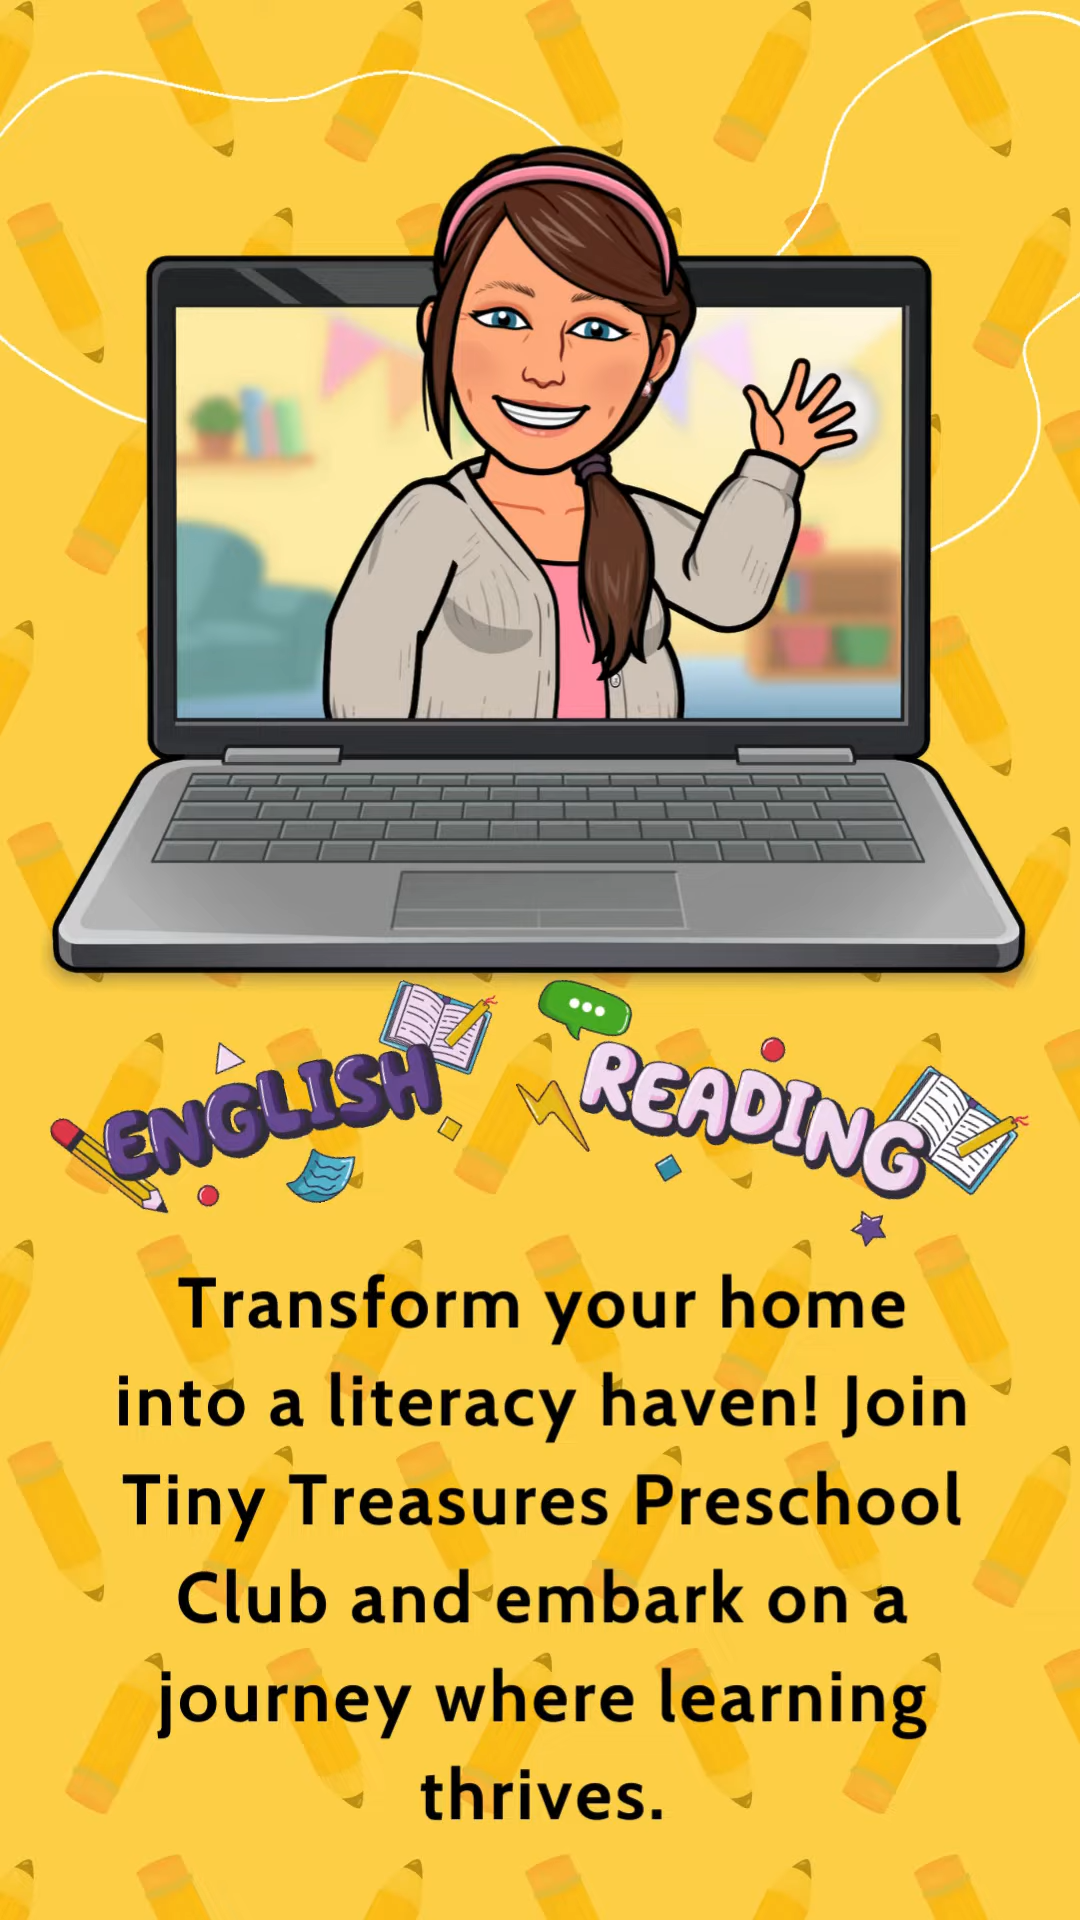 ENGLISH
READING
Transform your home
into a literacy haven! Join
Tiny Treasures Preschool
Club and embark on a
journey where learning
thrives.